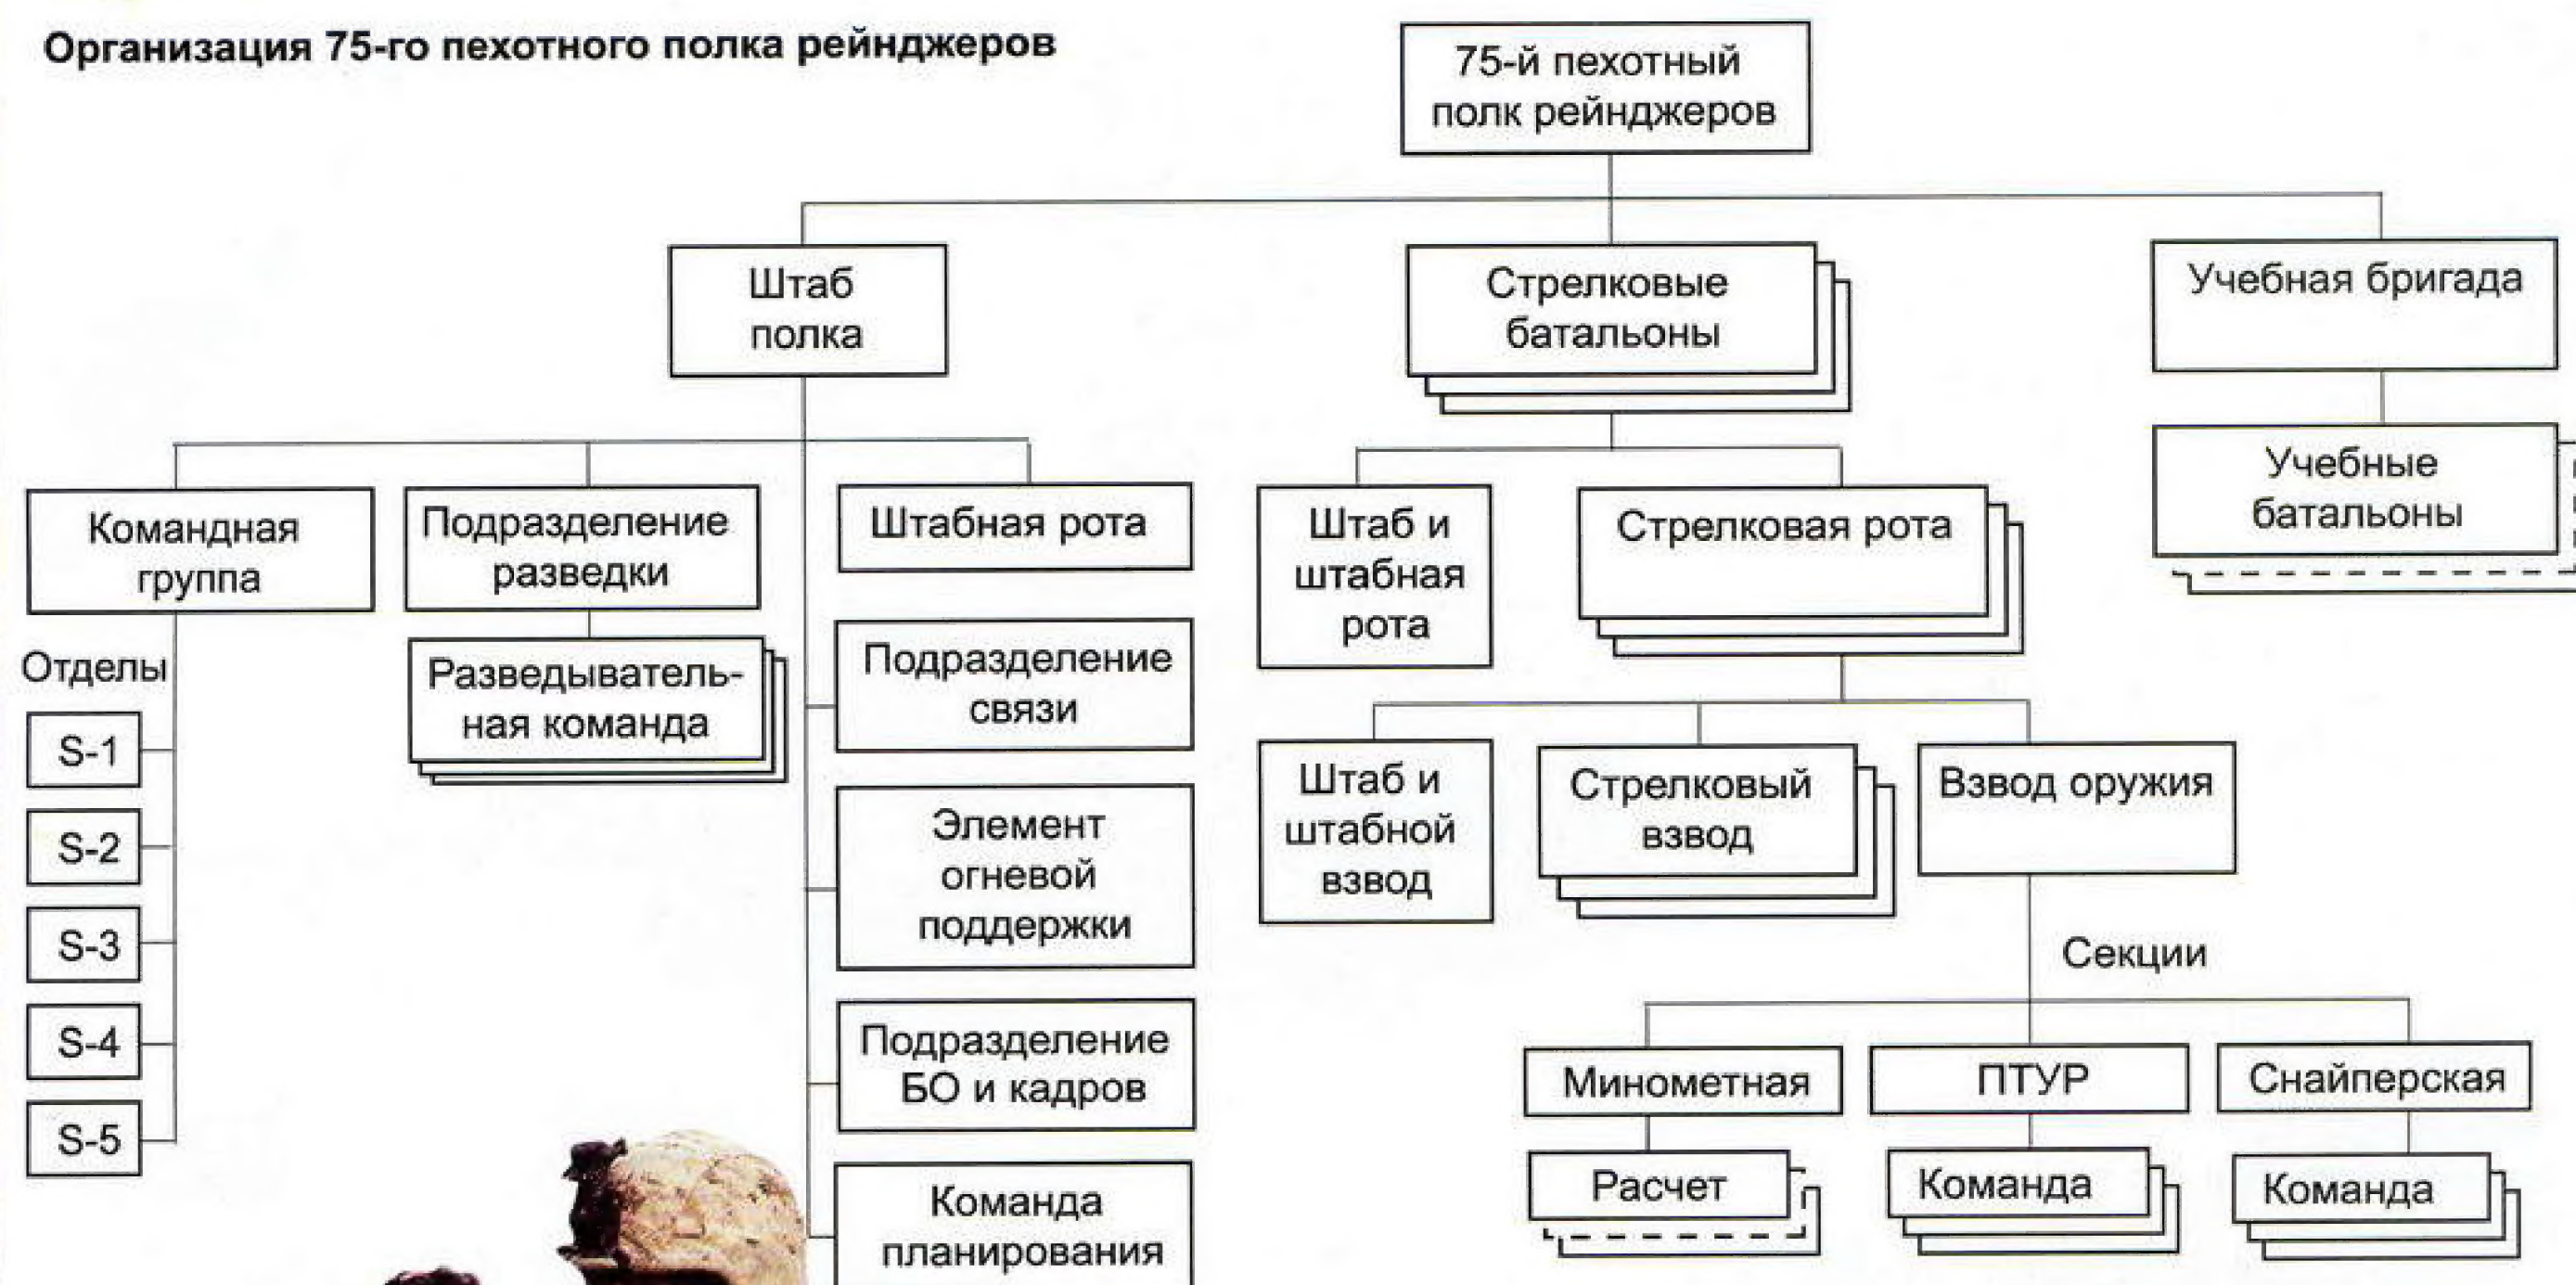 Организация 75-го пехотного полка рейнджеров
75-й пехотный
полк рейнджеров
Штаб
полка
Стрелковые
батальоны
Учебная бригада
Учебные
батальоны
Командная
группа
Подразделение
разведки
Штабная рота
Штаб и
штабная
рота
Стрелковая рота
Отделы
S-1
S-2
S-3
S-4
S-5
Разведыватель-
ная команда
Подразделение
связи
Элемент
огневой
поддержки
Подразделение
БО и кадров
Команда
планирования
Штаб и
штабной
взвод
Стрелковый
взвод
Взвод оружия
Секции
Минометная
ПТУР
Снайперская
Расчет
Команда
Команда